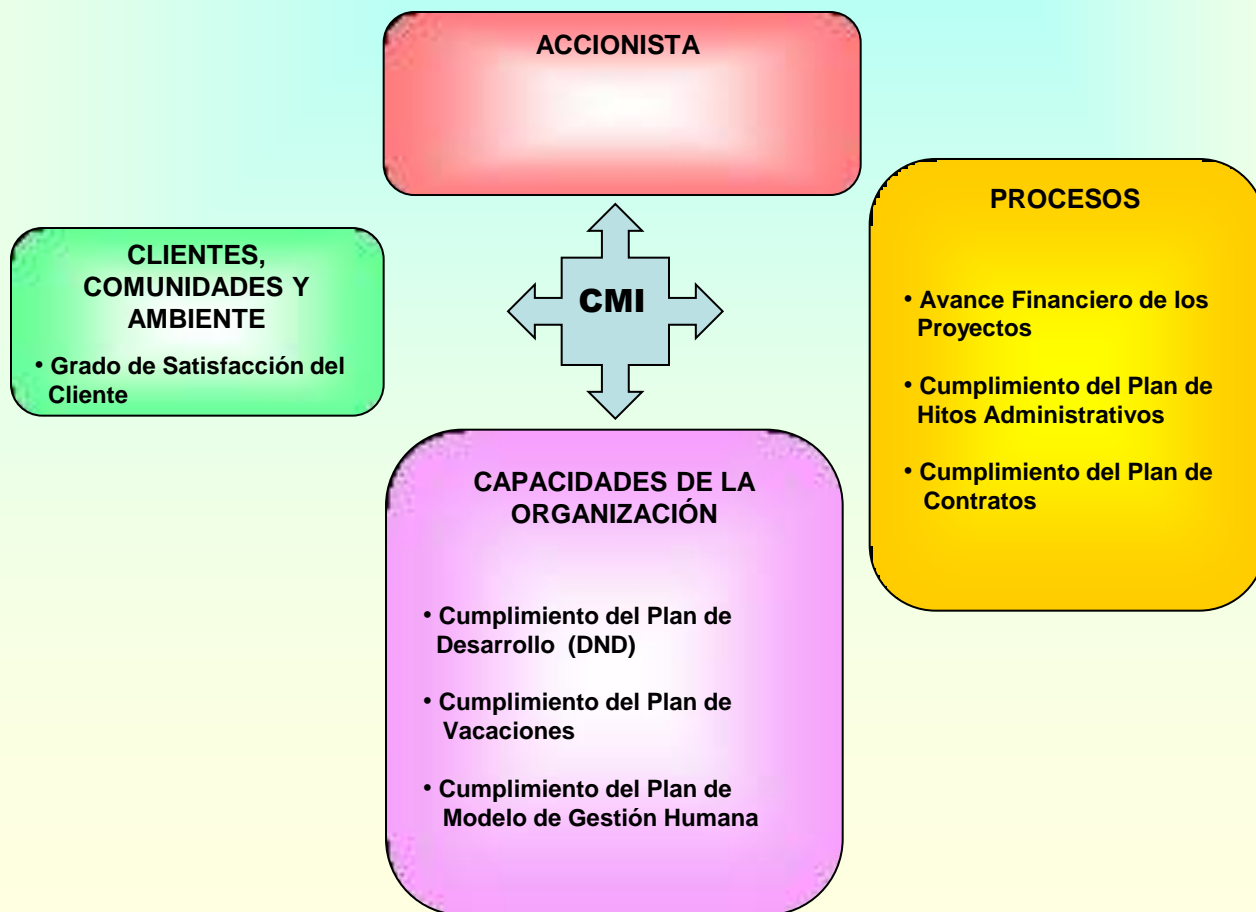 ACCIONISTA
CLIENTES,
COMUNIDADES Y
AMBIENTE
• Grado de Satisfacción del
Cliente
CMI
PROCESOS
• Avance Financiero de los
Proyectos
• Cumplimiento del Plan de
Hitos Administrativos
• Cumplimiento del Plan de
Contratos
CAPACIDADES DE LA
ORGANIZACIÓN
• Cumplimiento del Plan de
Desarrollo (DND)
• Cumplimiento del Plan de
Vacaciones
• Cumplimiento del Plan de
Modelo de Gestión Humana